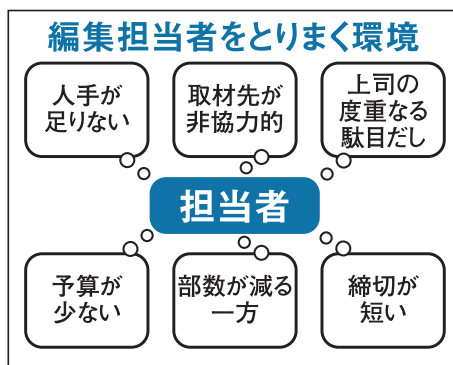 編集担当者をとりまく環境
人手が
足りない
取材先が
非協力的
上司の
度重なる
駄目だし
担当者
予算が
少ない
部数が減る
一方
締切が
短い